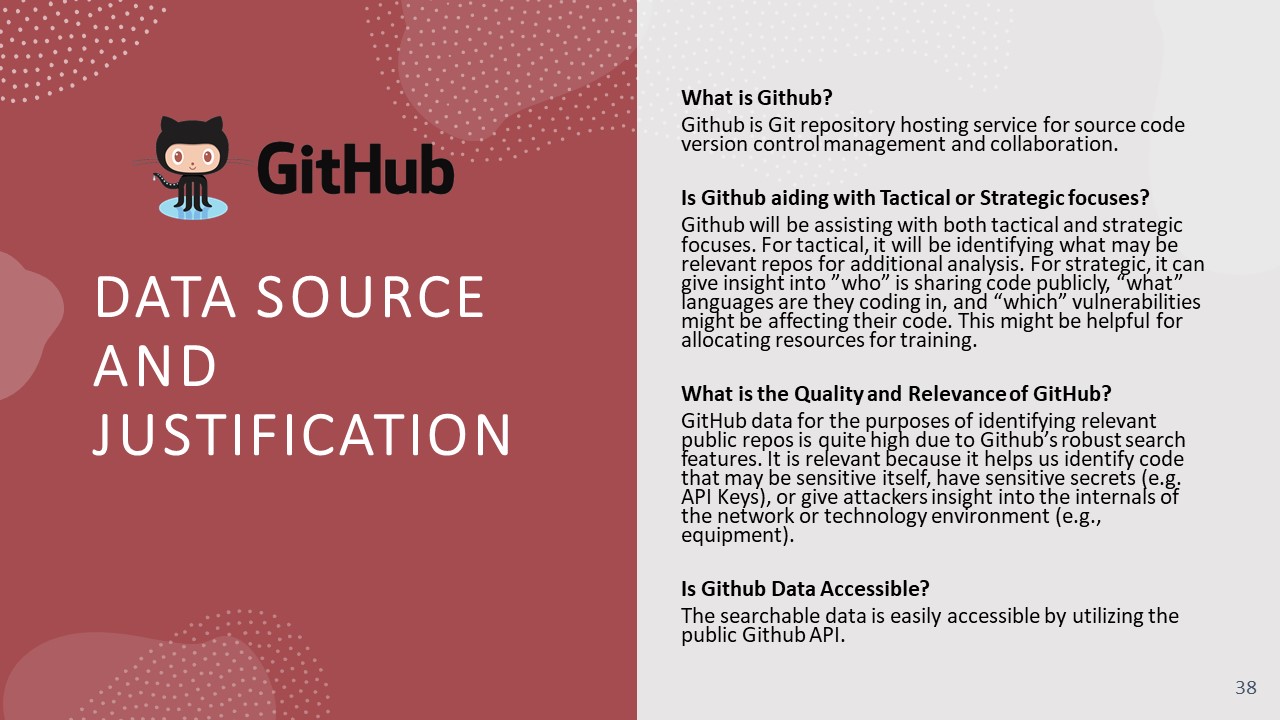 GitHub
DATA SOURCE
AND
JUSTIFICATION
What is Github?
Github is Git repository hosting service for source code
version control management and collaboration.
Is Github aiding with Tactical or Strategic focuses?
Github will be assisting with both tactical and strategic
focuses. For tactical, it will be identifying what may be
relevant repos for additional analysis. For strategic, it can
give insight into ”who” is sharing code publicly, “what”
languages are they coding in, and “which” vulnerabilities
might be affecting their code. This might be helpful for
allocating resources for training.
What is the Quality and Relevance of GitHub?
GitHub data for the purposes of identifying relevant
public repos is quite high due to Github’s robust search
features. It is relevant because it helps us identify code
that may be sensitive itself, have sensitive secrets (e.g.
API Keys), or give attackers insight into the internals of
the network or technology environment (e.g.,
equipment).
Is Github Data Accessible?
The searchable data is easily accessible by utilizing the
public Github API.
38